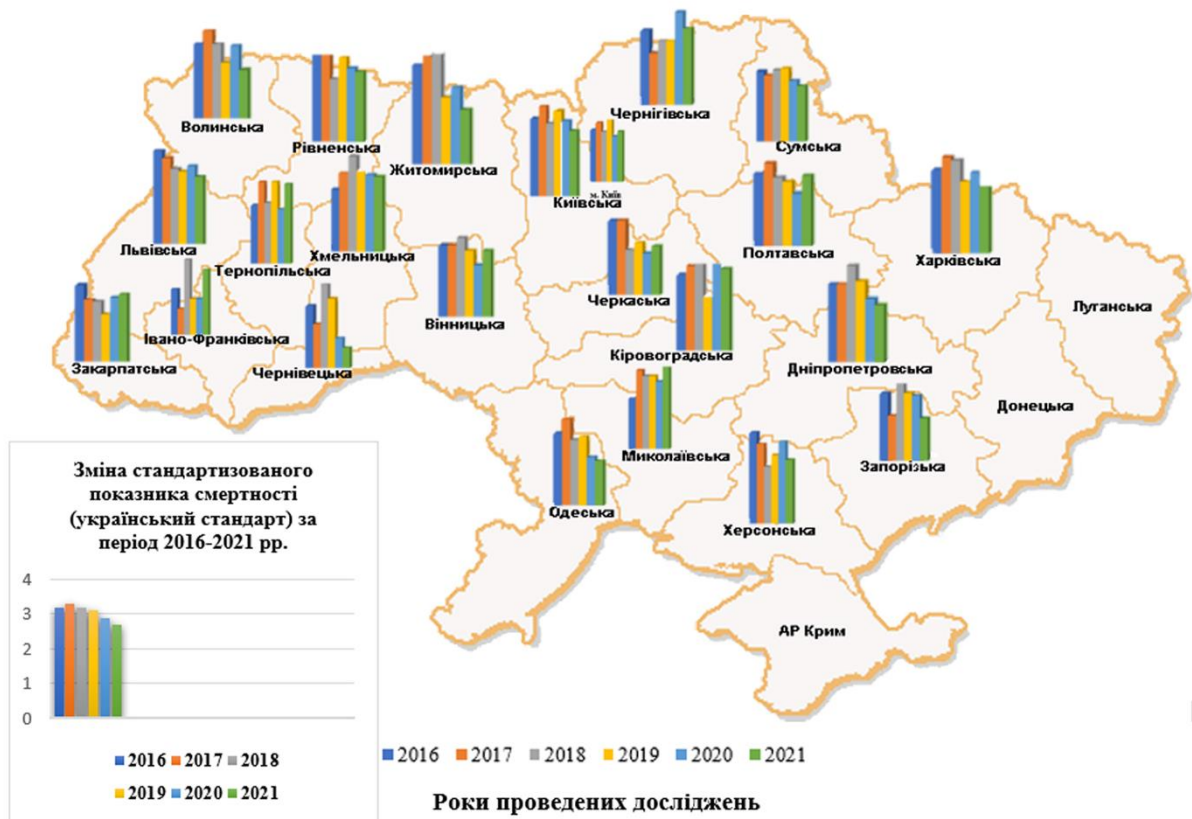 Чернігівська
Волинська
Рівненська
Сумська
Житомирська
м. Київ
Київська
Львівська
Тернопільська
Хмельницька
Полтавська
Харківська
Черкаська
Луганська
Вінницька
Івано-Франківська
Закарпатська
Чернівецька
Кіровоградська
Дніпропетровська
Донецька
Миколаївська
Запорізька
Одеська
Херсонська
АР Крим
Зміна стандартизованого
показника смертності
(український стандарт) за
період 2016-2021 рр.
4
3
2
1
0
2016 2017 2018
2019 2020 2021
2016 2017 2018 2019 2020 2021
Роки проведених досліджень